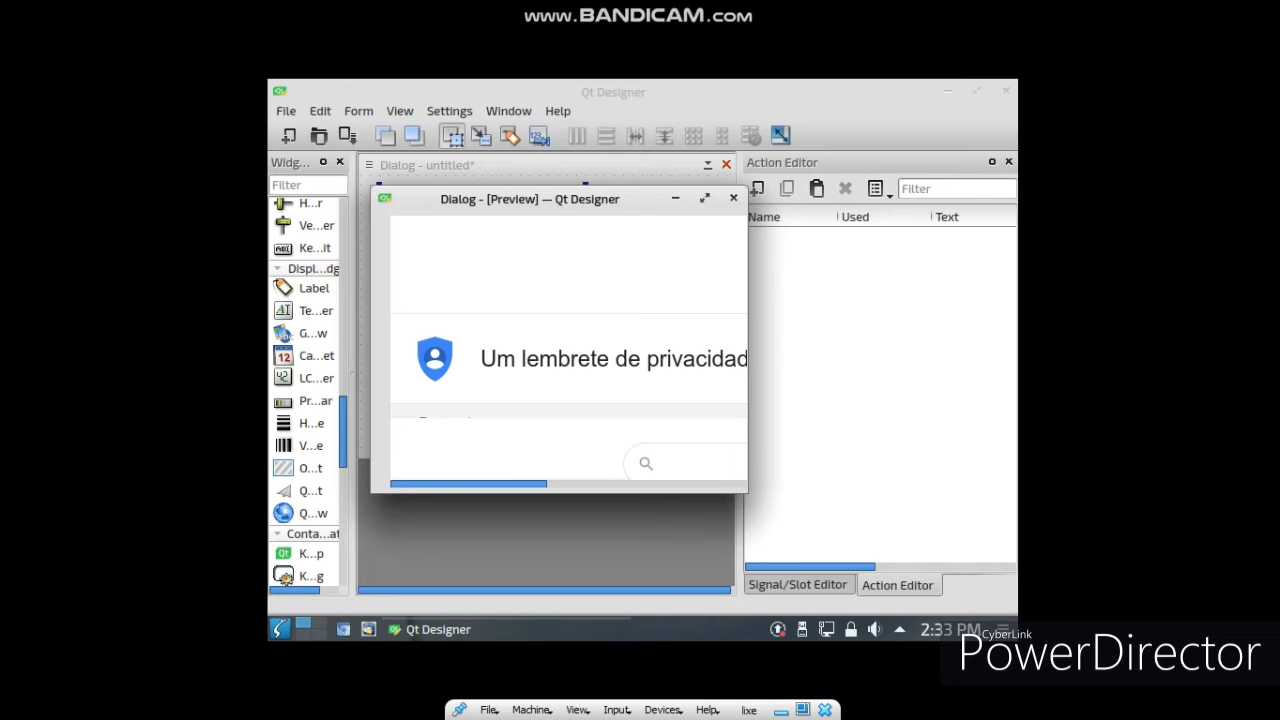 www.BANDICAM.com
Qt Designer
File Edit Form View Settings Window Help
Widg...
Filter
H...r
Ve...er
Ke...it
Displ...dg
Label
Te...er
G...w
Ca...et
LC...er
Pr...ar
H...e
V...e
O...t
Q...t
Q...w
Conta...at
K...p
K...g
Dialog - untitled*
Dialog - [Preview] — Qt Designer
Um lembrete de privacidad
Action Editor
Filter
Name Used Text
Signal/Slot Editor Action Editor
Qt Designer
2:33 PM
CyberLink
PowerDirector
File Machine View Input Devices Help lixe